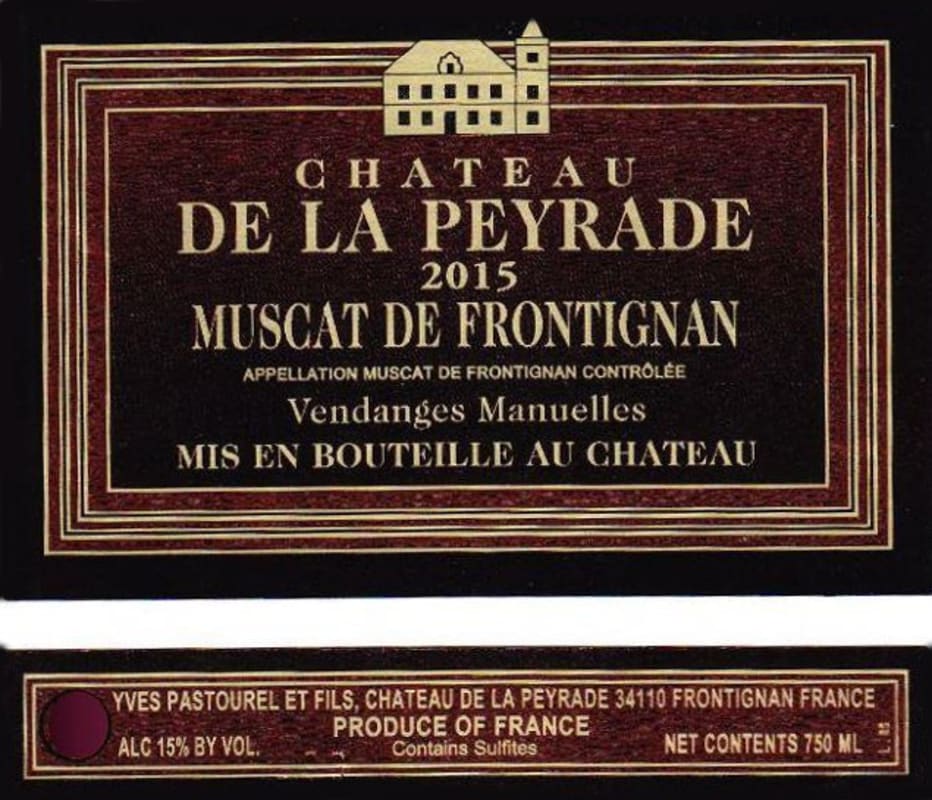 CHATEAU
DE LA PEYRADE
2015
MUSCAT DE FRONTIGNAN
APPELLATION MUSCAT DE FRONTIGNAN CONTRÔLÉE
Vendanges Manuelles
MIS EN BOUTEILLE AU CHATEAU
YVES PASTOUREL ET FILS, CHATEAU DE LA PEYRADE 34110 FRONTIGNAN FRANCE
PRODUCE OF FRANCE
ALC 15% BY VOL.
Contains Sulfites
NET CONTENTS 750 ML